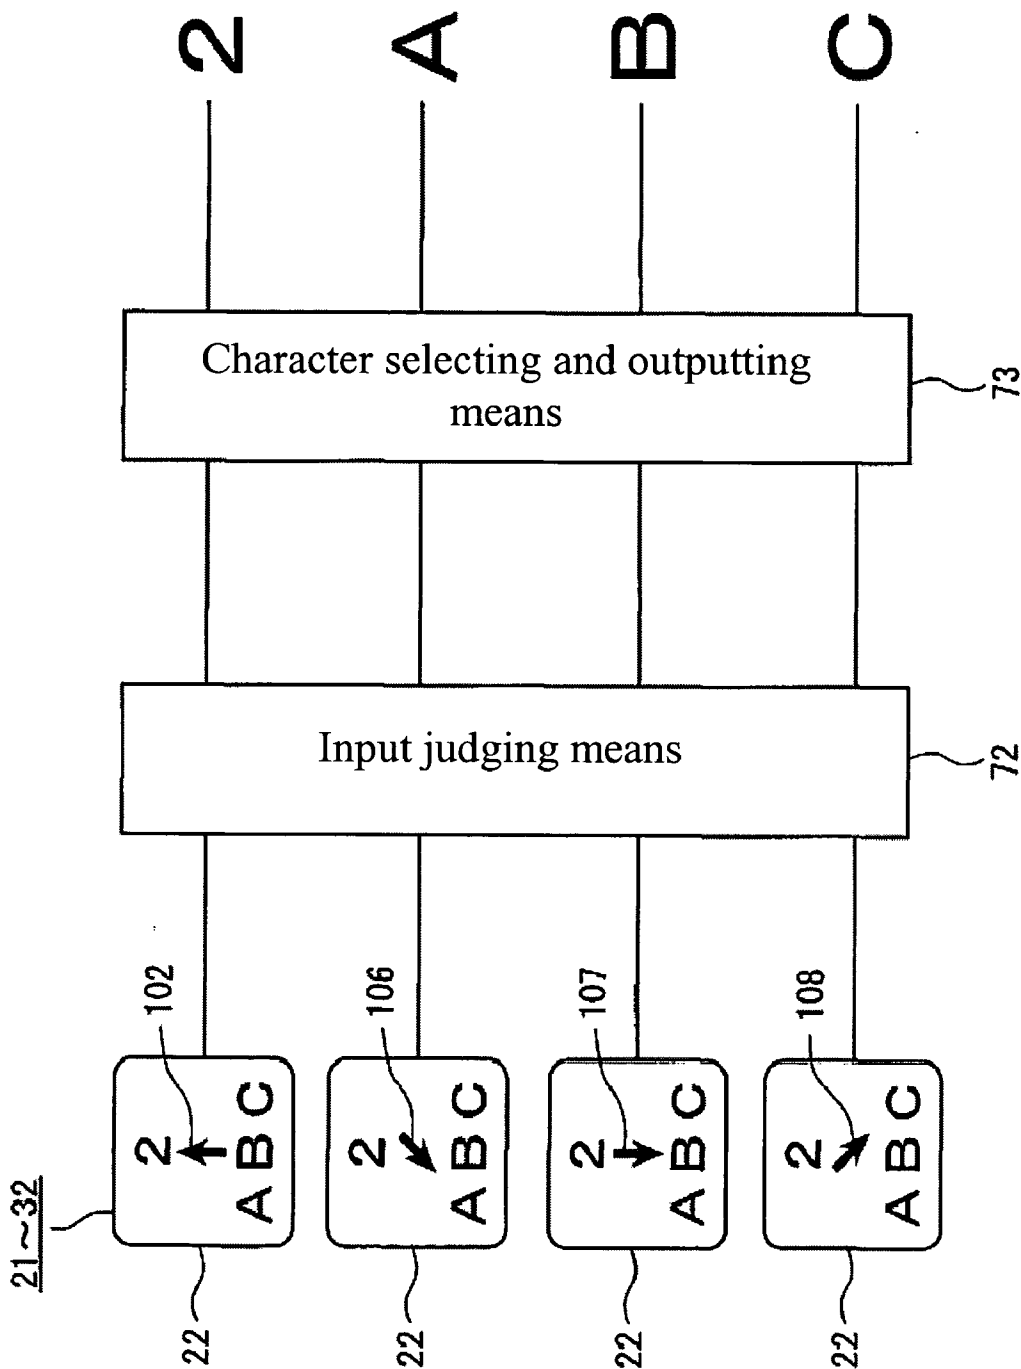 2
A
B
C
Character selecting and outputting
means
73
Input judging means
72
21~32
102
2
A B C
22
106
2
A B C
22
107
2
A B C
22
108
2
A B C
22